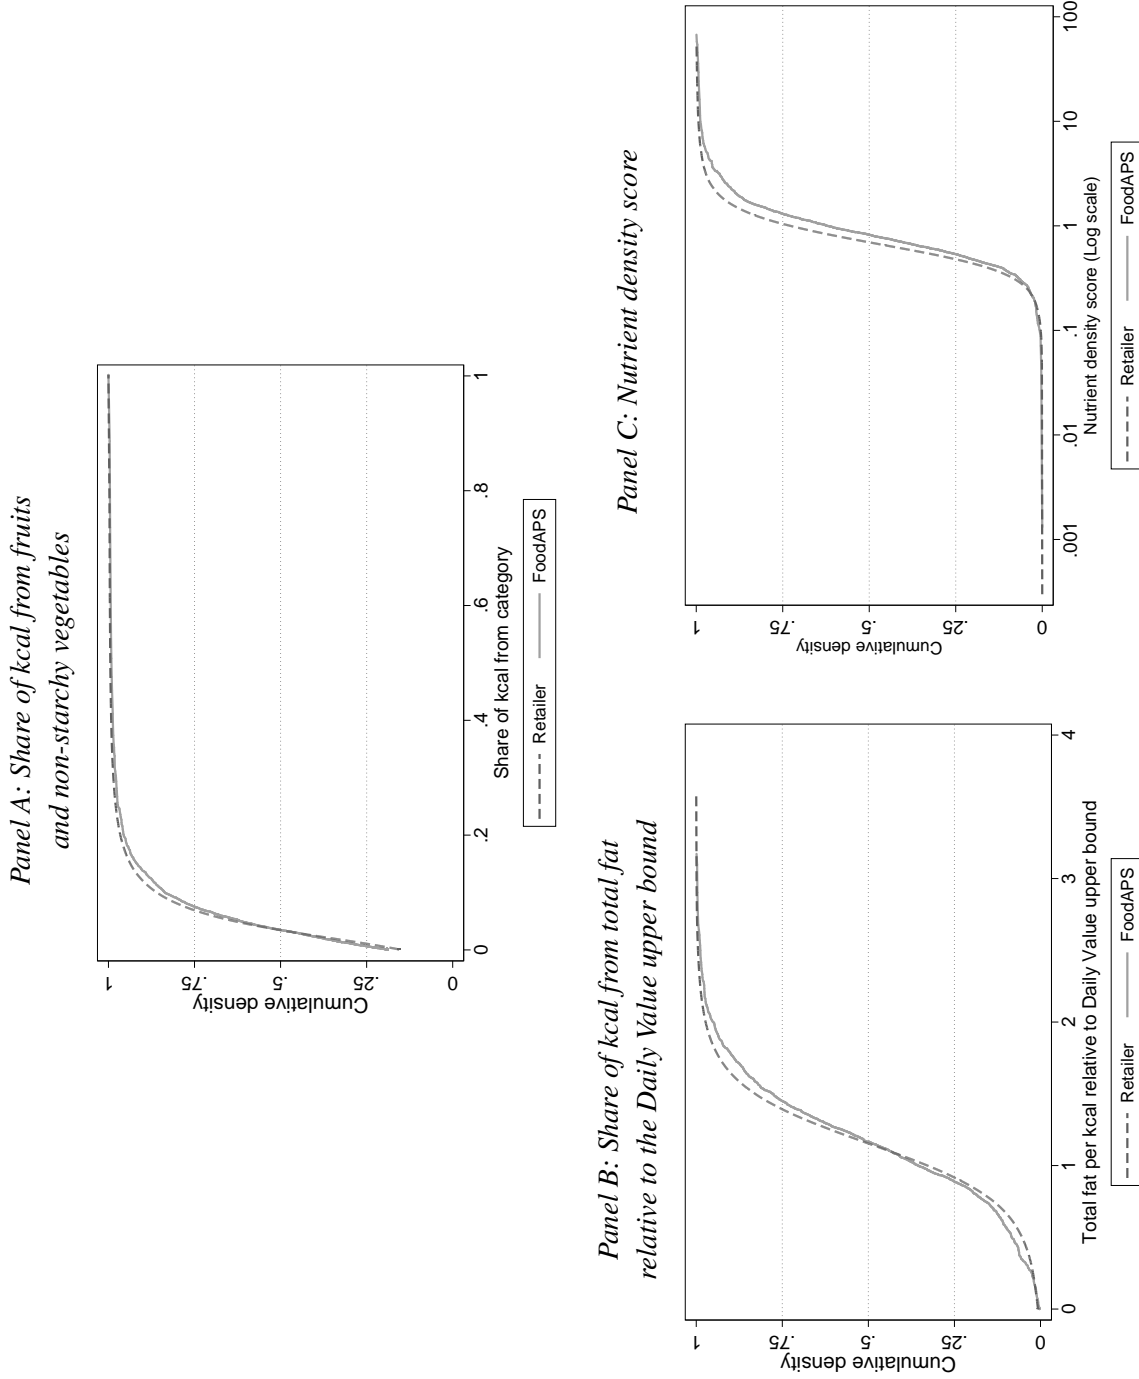 Panel A: Share of kcal from fruits
and non-starchy vegetables
1
.75
.5
.25
0
Cumulative density
0 .2 .4 .6 .8 1
Share of kcal from category
Retailer FoodAPS
Panel B: Share of kcal from total fat
relative to the Daily Value upper bound
1
.75
.5
.25
0
Cumulative density
0 1 2 3 4
Total fat per kcal relative to Daily Value upper bound
Retailer FoodAPS
Panel C: Nutrient density score
1
.75
.5
.25
0
Cumulative density
.001 .01 .1 1 10 100
Nutrient density score (Log scale)
Retailer FoodAPS